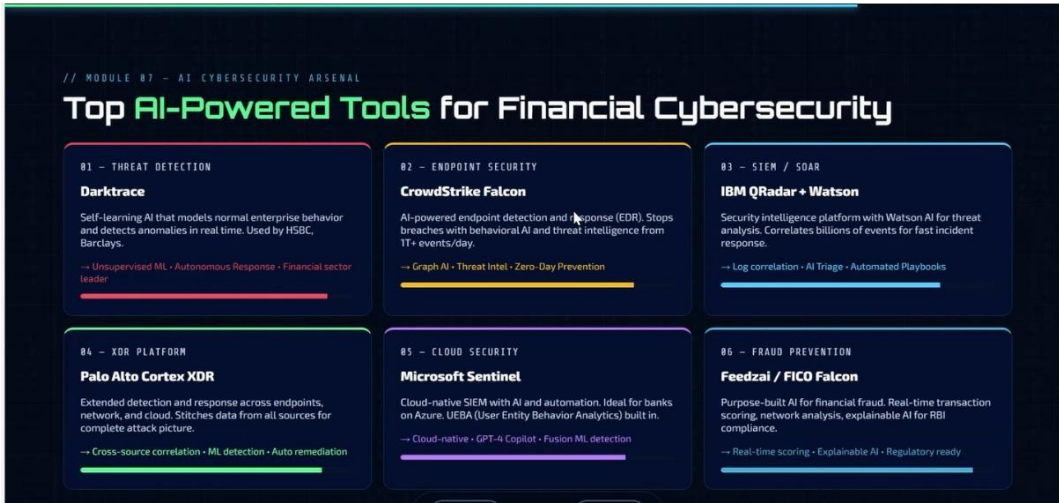 // MODULE 07 – AI CYBERSECURITY ARSENAL
Top AI-Powered Tools for Financial Cybersecurity
01 – THREAT DETECTION
Darktrace
Self-learning AI that models normal enterprise behavior
and detects anomalies in real time. Used by HSBC,
Barclays.
→ Unsupervised ML • Autonomous Response • Financial sector
leader
02 – ENDPOINT SECURITY
CrowdStrike Falcon
AI-powered endpoint detection and response (EDR). Stops
breaches with behavioral AI and threat intelligence from
1T+ events/day.
→ Graph AI • Threat Intel • Zero-Day Prevention
03 – SIEM / SOAR
IBM QRadar + Watson
Security intelligence platform with Watson AI for threat
analysis. Correlates billions of events for fast incident
response.
→ Log correlation • AI Triage • Automated Playbooks
04 – XDR PLATFORM
Palo Alto Cortex XDR
Extended detection and response across endpoints,
network, and cloud. Stitches data from all sources for
complete attack picture.
→ Cross-source correlation • ML detection • Auto remediation
05 – CLOUD SECURITY
Microsoft Sentinel
Cloud-native SIEM with AI and automation. Ideal for banks
on Azure. UEBA (User Entity Behavior Analytics) built in.
→ Cloud-native • GPT-4 Copilot • Fusion ML detection
06 – FRAUD PREVENTION
Feedzai / FICO Falcon
Purpose-built AI for financial fraud. Real-time transaction
scoring, network analysis, explainable AI for RBI
compliance.
→ Real-time scoring • Explainable AI • Regulatory ready